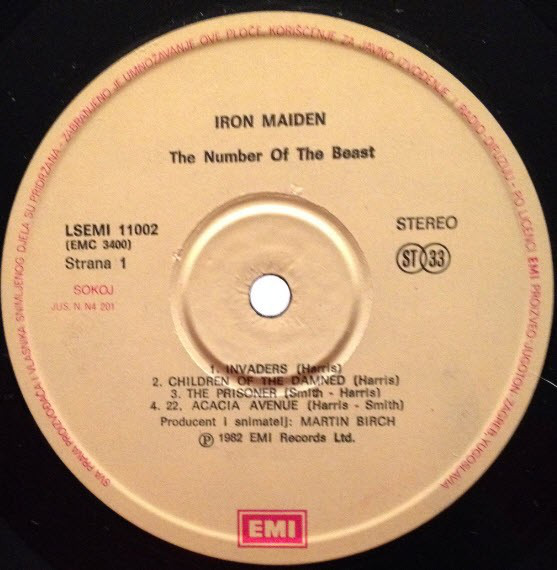 SVA PRAVA PROIZVOĐAČA I VLASNIKA SNIMLJENOG DJELA SU PRIDRŽANA - ZABRANJENO JE UMNOŽAVANJE OVE PLOČE, KORIŠĆENJE ZA JAVNO IZVOĐENJE I RADIO-DIFUZIJU - PO LICENCI EMI PROIZVED JUGOTON, ZAGREB, YUGOSLAVIA
IRON MAIDEN
The Number Of The Beast
LSEMI 11002
(EMC 3400)
Strana 1
SOKOJ
JUS. N. N4 201
STEREO
ST 33
1. INVADERS (Harris)
2. CHILDREN OF THE DAMNED (Harris)
3. THE PRISONER (Smith - Harris)
4. 22. ACACIA AVENUE (Harris - Smith)
Producent i snimatelj: MARTIN BIRCH
Ⓟ 1982 EMI Records Ltd.
EMI